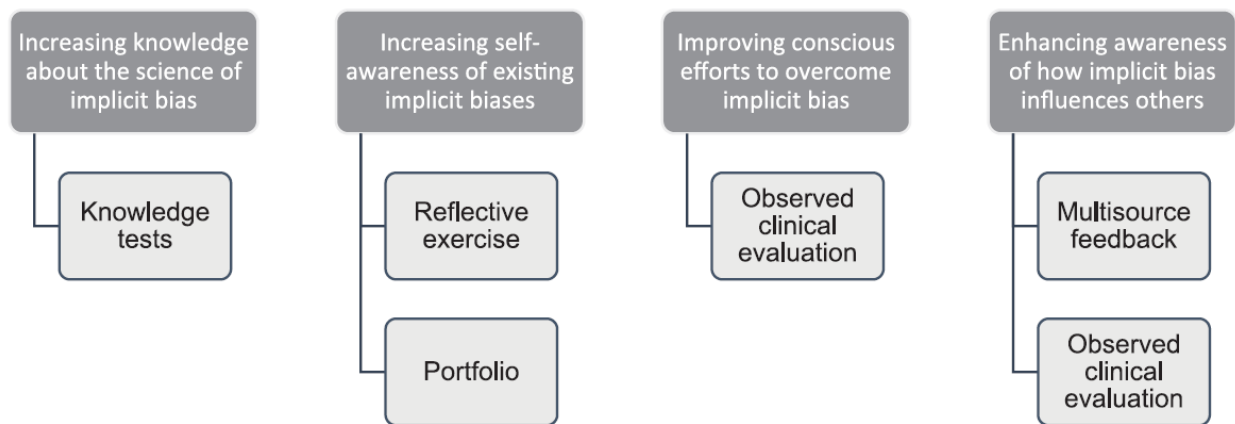 Increasing knowledge
about the science of
implicit bias
Knowledge
tests
Increasing self-
awareness of existing
implicit biases
Reflective
exercise
Portfolio
Improving conscious
efforts to overcome
implicit bias
Observed
clinical
evaluation
Enhancing awareness
of how implicit bias
influences others
Multisource
feedback
Observed
clinical
evaluation